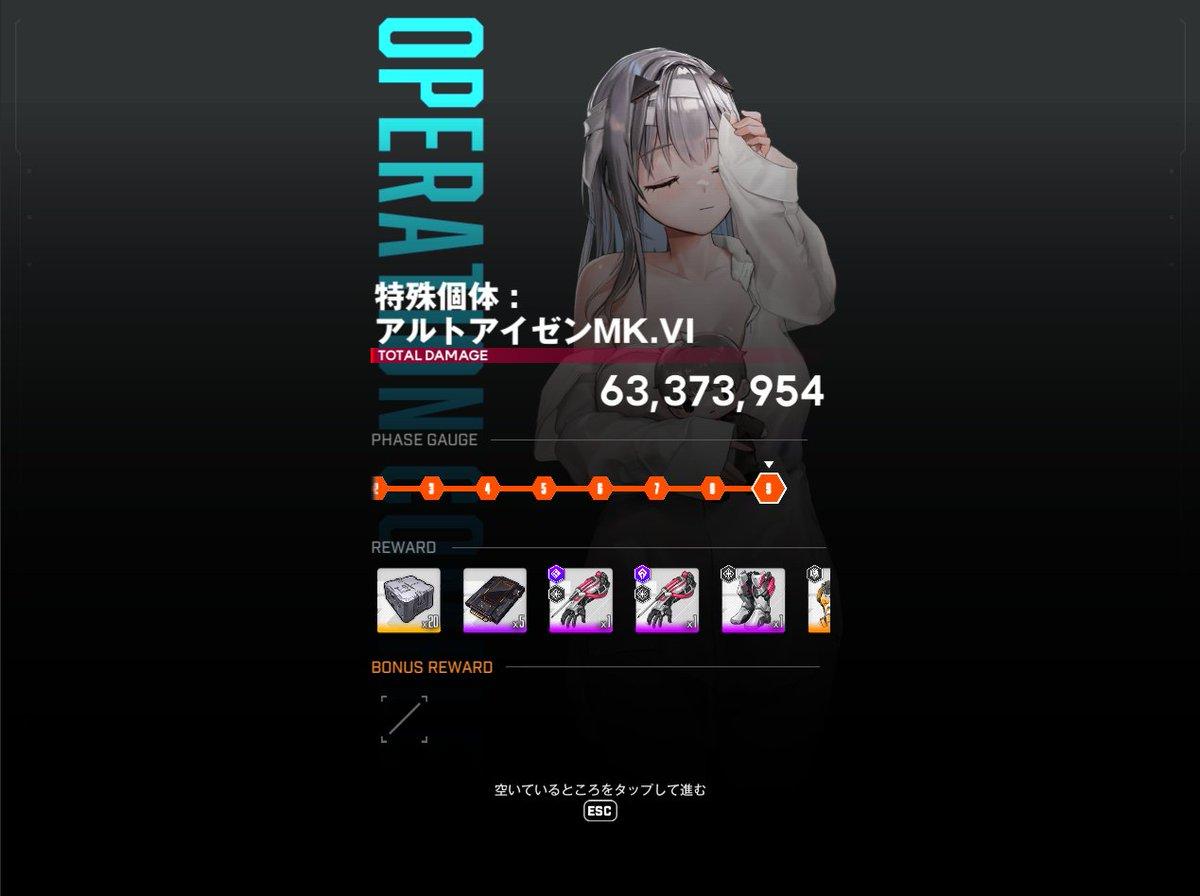 OPERATION CO
特殊個体：
アルトアイゼンMK.VI
TOTAL DAMAGE
63,373,954
PHASE GAUGE
2 3 4 5 6 7 8 9
REWARD
x20 x5 x1 x1 x1
BONUS REWARD
空いているところをタップして進む
ESC